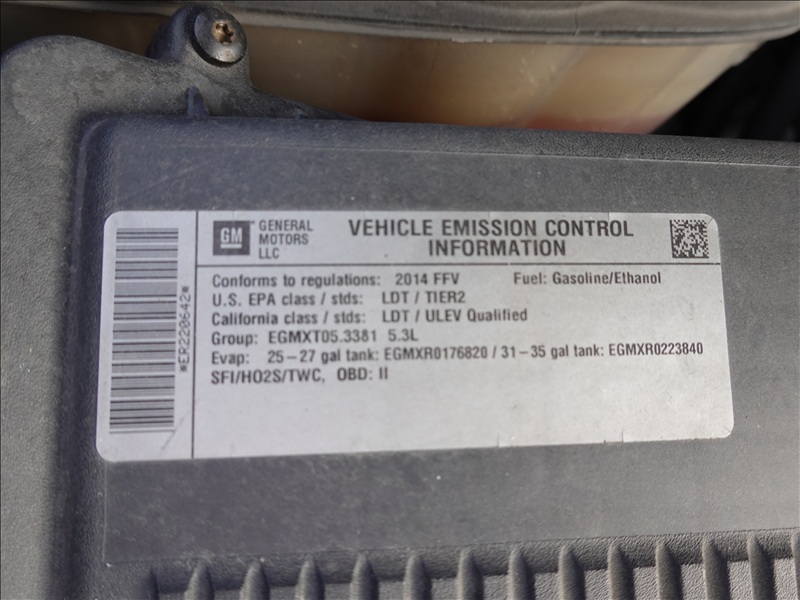 GM
GENERAL
MOTORS
LLC
VEHICLE EMISSION CONTROL
INFORMATION
Conforms to regulations: 2014 FFV Fuel: Gasoline/Ethanol
U.S. EPA class / stds: LDT / TIER2
California class / stds: LDT / ULEV Qualified
Group: EGMXT05.3381 5.3L
Evap: 25-27 gal tank: EGMXR0176820 / 31-35 gal tank: EGMXR0223840
SFI/HO2S/TWC, OBD: II
*ER220642*